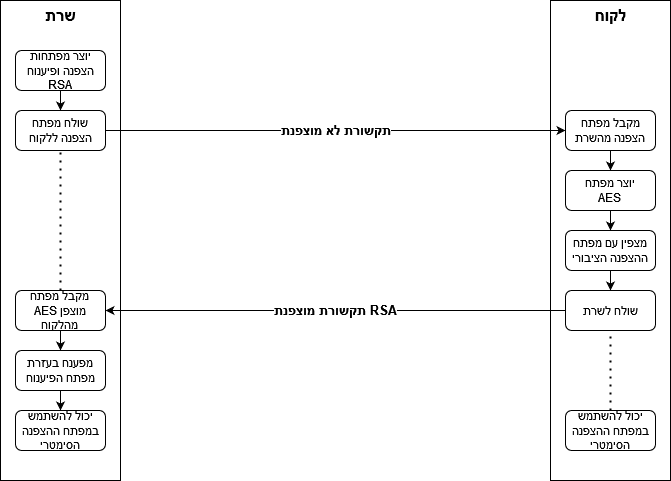 לקוח
שרת
יוצר מפתחות
הצפנה ופיענוח
RSA
שולח מפתח
הצפנה ללקוח
תקשורת לא מוצפנת
מקבל מפתח
הצפנה מהשרת
יוצר מפתח
AES
מצפין עם מפתח
ההצפנה הציבורי
שולח לשרת
תקשורת מוצפנת RSA
מקבל מפתח
מוצפן AES
מהלקוח
מפענח בעזרת
מפתח הפיענוח
יכול להשתמש
במפתח ההצפנה
הסימטרי
יכול להשתמש
במפתח ההצפנה
הסימטרי